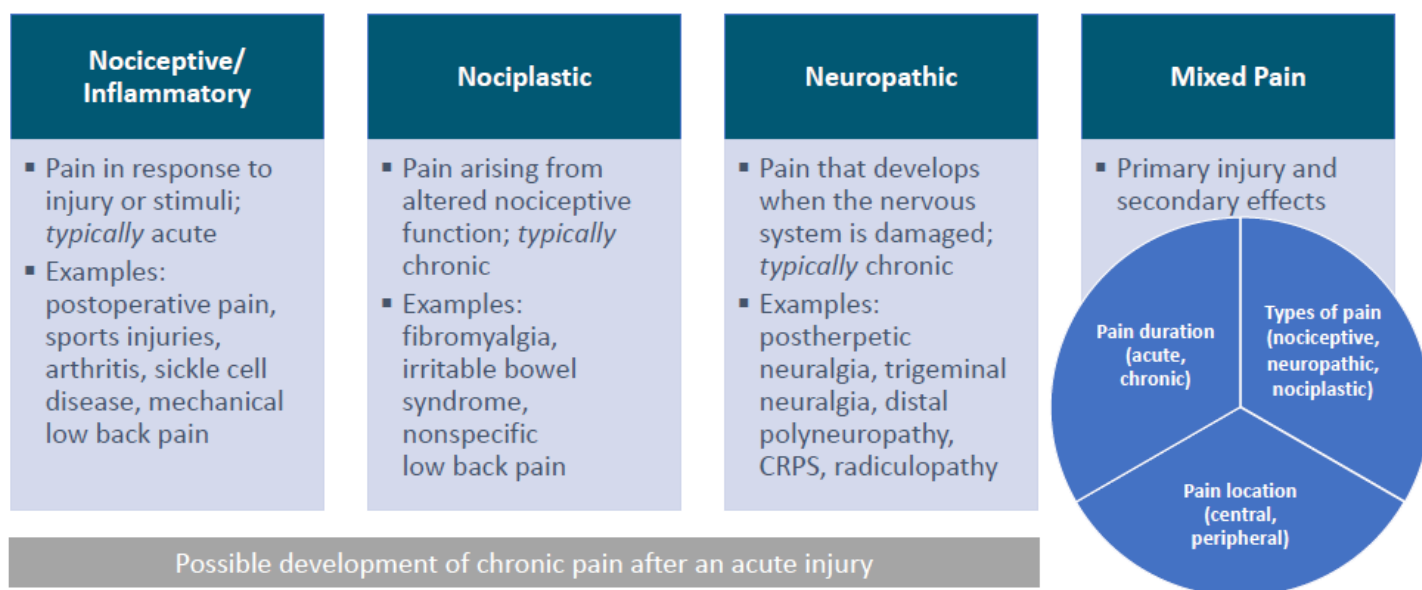 Nociceptive/
Inflammatory
▪ Pain in response to
injury or stimuli;
typically acute
▪ Examples:
postoperative pain,
sports injuries,
arthritis, sickle cell
disease, mechanical
low back pain
Nociplastic
▪ Pain arising from
altered nociceptive
function; typically
chronic
▪ Examples:
fibromyalgia,
irritable bowel
syndrome,
nonspecific
low back pain
Neuropathic
▪ Pain that develops
when the nervous
system is damaged;
typically chronic
▪ Examples:
postherpetic
neuralgia, trigeminal
neuralgia, distal
polyneuropathy,
CRPS, radiculopathy
Mixed Pain
▪ Primary injury and
secondary effects
Pain duration
(acute,
chronic)
Types of pain
(nociceptive,
neuropathic,
nociplastic)
Pain location
(central,
peripheral)
Possible development of chronic pain after an acute injury